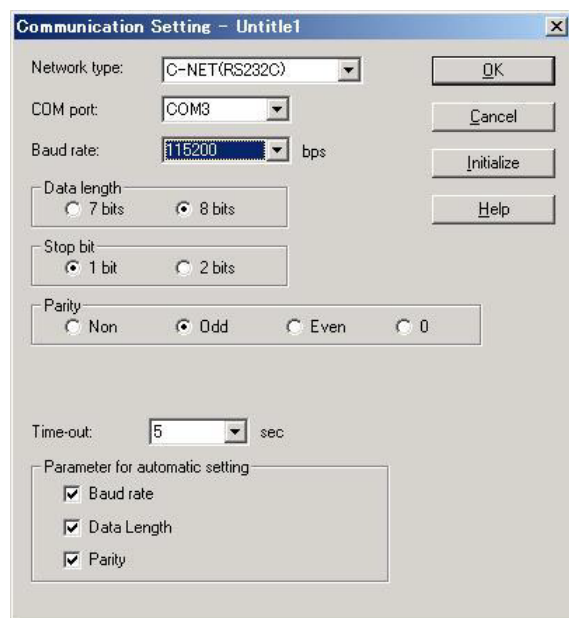 Communication Setting - Untitle1
Network type: C-NET(RS232C) OK
COM port: COM3 Cancel
Baud rate: 115200 bps Initialize
Data length Help
7 bits 8 bits
Stop bit
1 bit 2 bits
Parity
Non Odd Even 0
Time-out: 5 sec
Parameter for automatic setting
Baud rate
Data Length
Parity